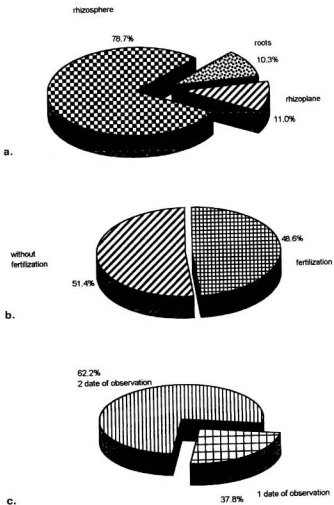 rhizosphere
78.7%
roots
10.3%
rhizoplane
11.0%
a.
without
fertilization
51.4%
48.6%
fertilization
b.
62.2%
2 date of observation
1 date of observation
37.8%
c.